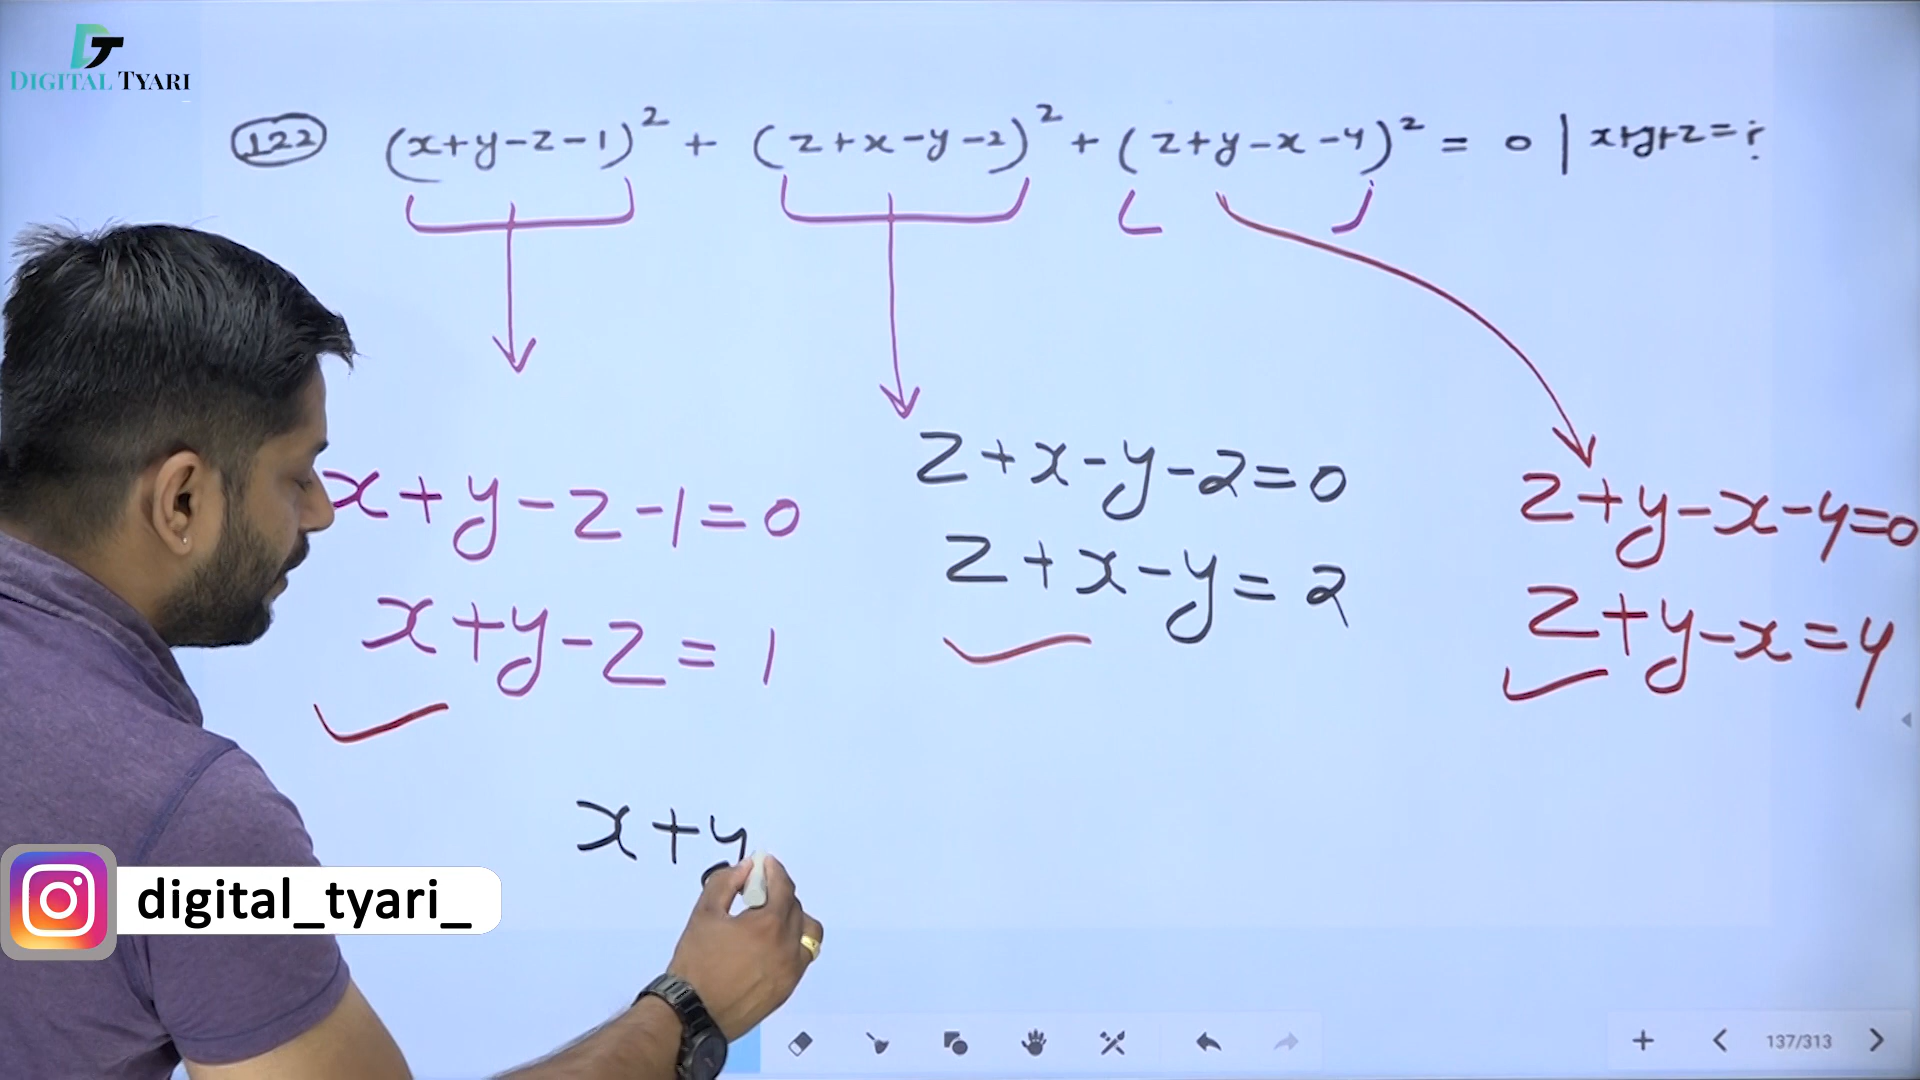 DIGITAL TYARI
122 (x+y-z-1)² + (z+x-y-2)² + (z+y-x-4)² = 0 | x+y+z=?
x+y-z-1=0
x+y-z=1
z+x-y-2=0
z+x-y=2
z+y-x-4=0
z+y-x=4
x+y
digital_tyari_
137/313